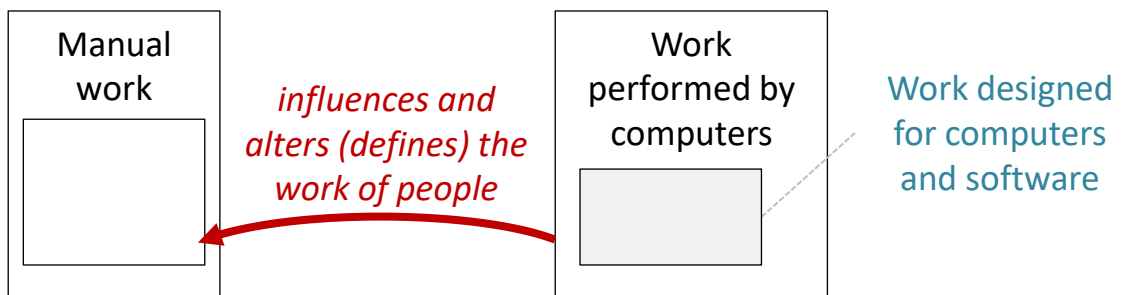 Manual
work
influences and
alters (defines) the
work of people
Work
performed by
computers
Work designed
for computers
and software